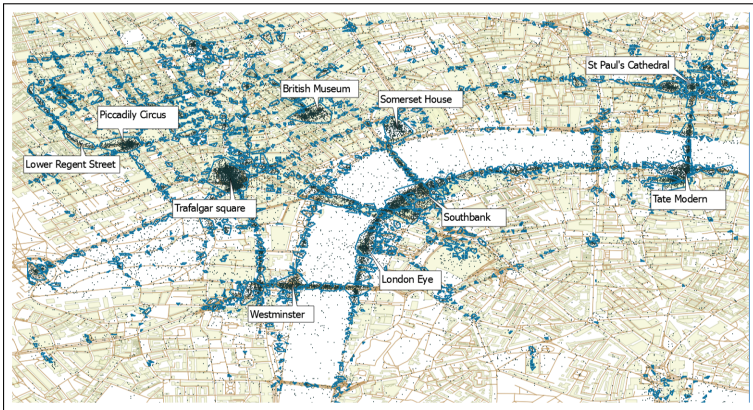 St Paul's Cathedral
British Museum
Somerset House
Piccadily Circus
Lower Regent Street
Trafalgar square
Southbank
Tate Modern
London Eye
Westminster